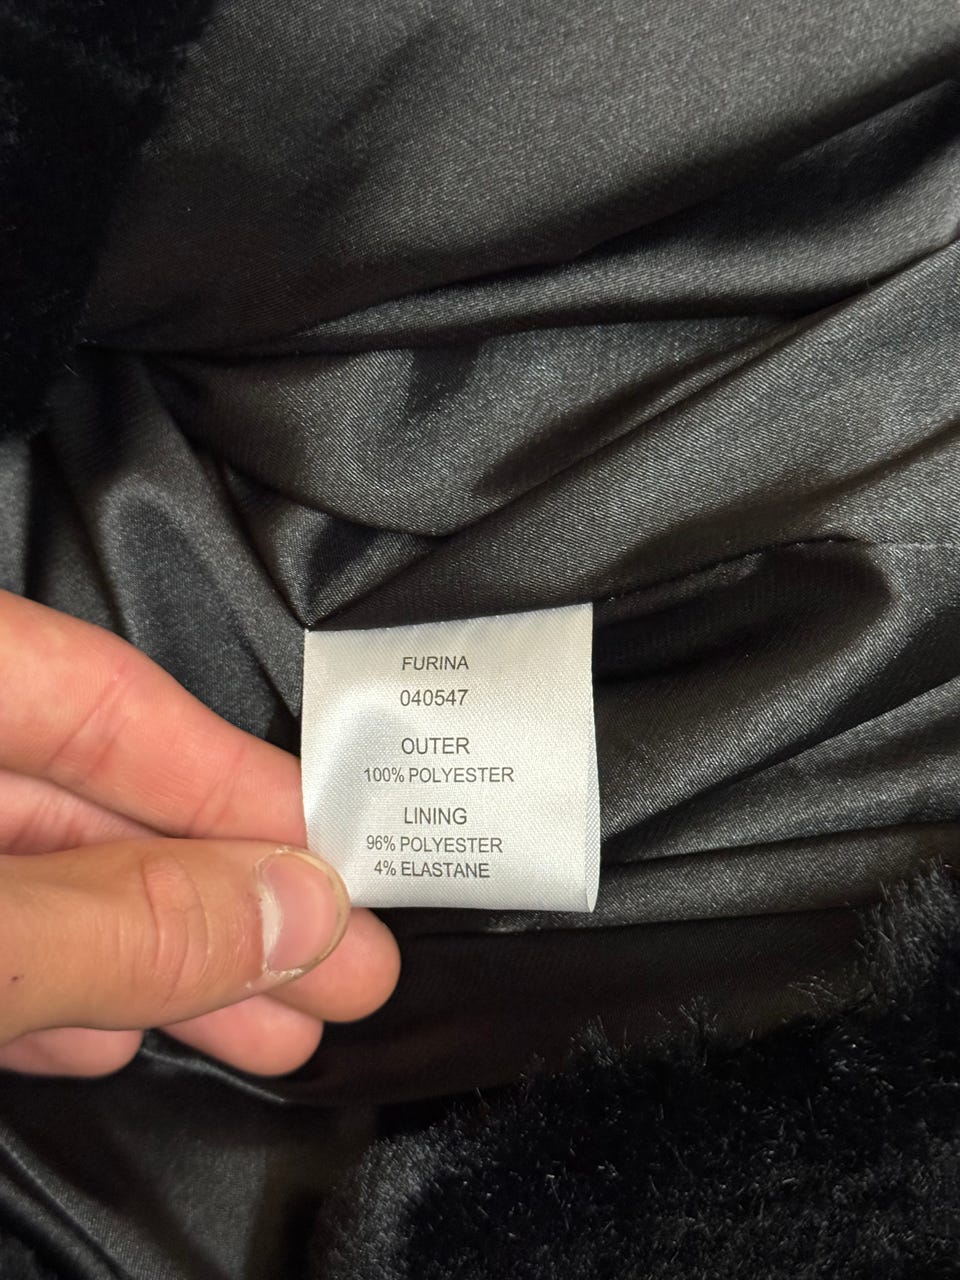 FURINA
040547
OUTER
100% POLYESTER
LINING
96% POLYESTER
4% ELASTANE